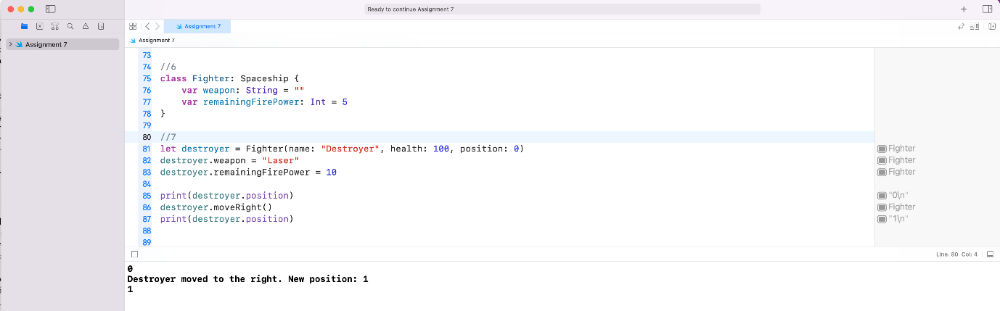 Ready to continue Assignment 7
Assignment 7
Assignment 7
Assignment 7
73
74 //6
75 class Fighter: Spaceship {
76     var weapon: String = ""
77     var remainingFirePower: Int = 5
78 }
79
80 //7
81 let destroyer = Fighter(name: "Destroyer", health: 100, position: 0) Fighter
82 destroyer.weapon = "Laser" Fighter
83 destroyer.remainingFirePower = 10 Fighter
84
85 print(destroyer.position) "0\n"
86 destroyer.moveRight() Fighter
87 print(destroyer.position) "1\n"
88
89
Line: 80 Col: 4
0
Destroyer moved to the right. New position: 1
1